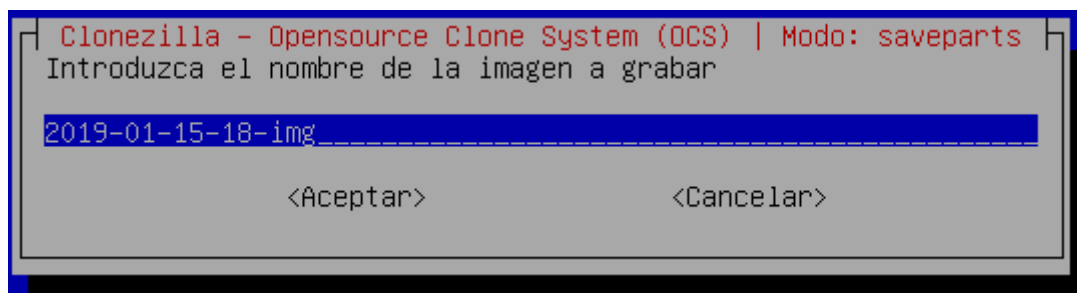 Clonezilla - Opensource Clone System (OCS) | Modo: saveparts
Introduzca el nombre de la imagen a grabar
2019-01-15-18-img
<Aceptar> <Cancelar>